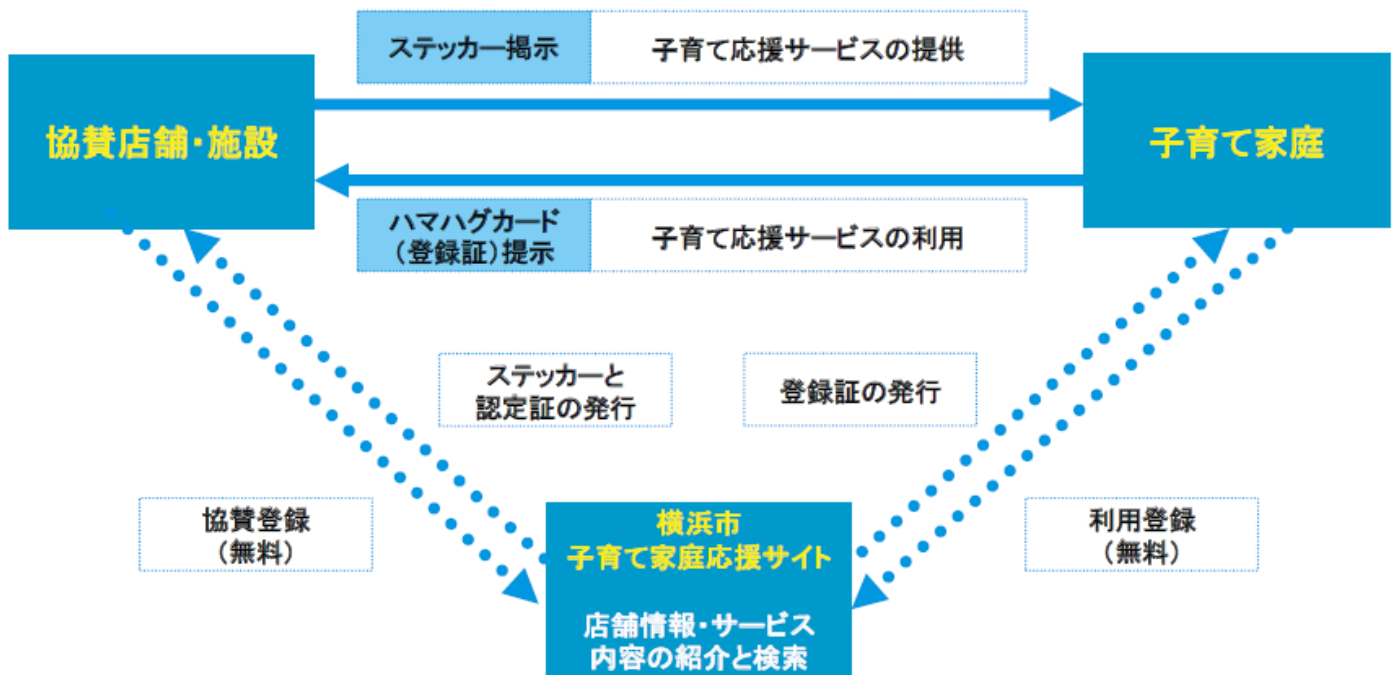 ステッカー掲示
子育て応援サービスの提供
協賛店舗・施設
子育て家庭
ハマハグカード
（登録証）提示
子育て応援サービスの利用
ステッカーと
認定証の発行
登録証の発行
協賛登録
（無料）
横浜市
子育て家庭応援サイト
店舗情報・サービス
内容の紹介と検索
利用登録
（無料）